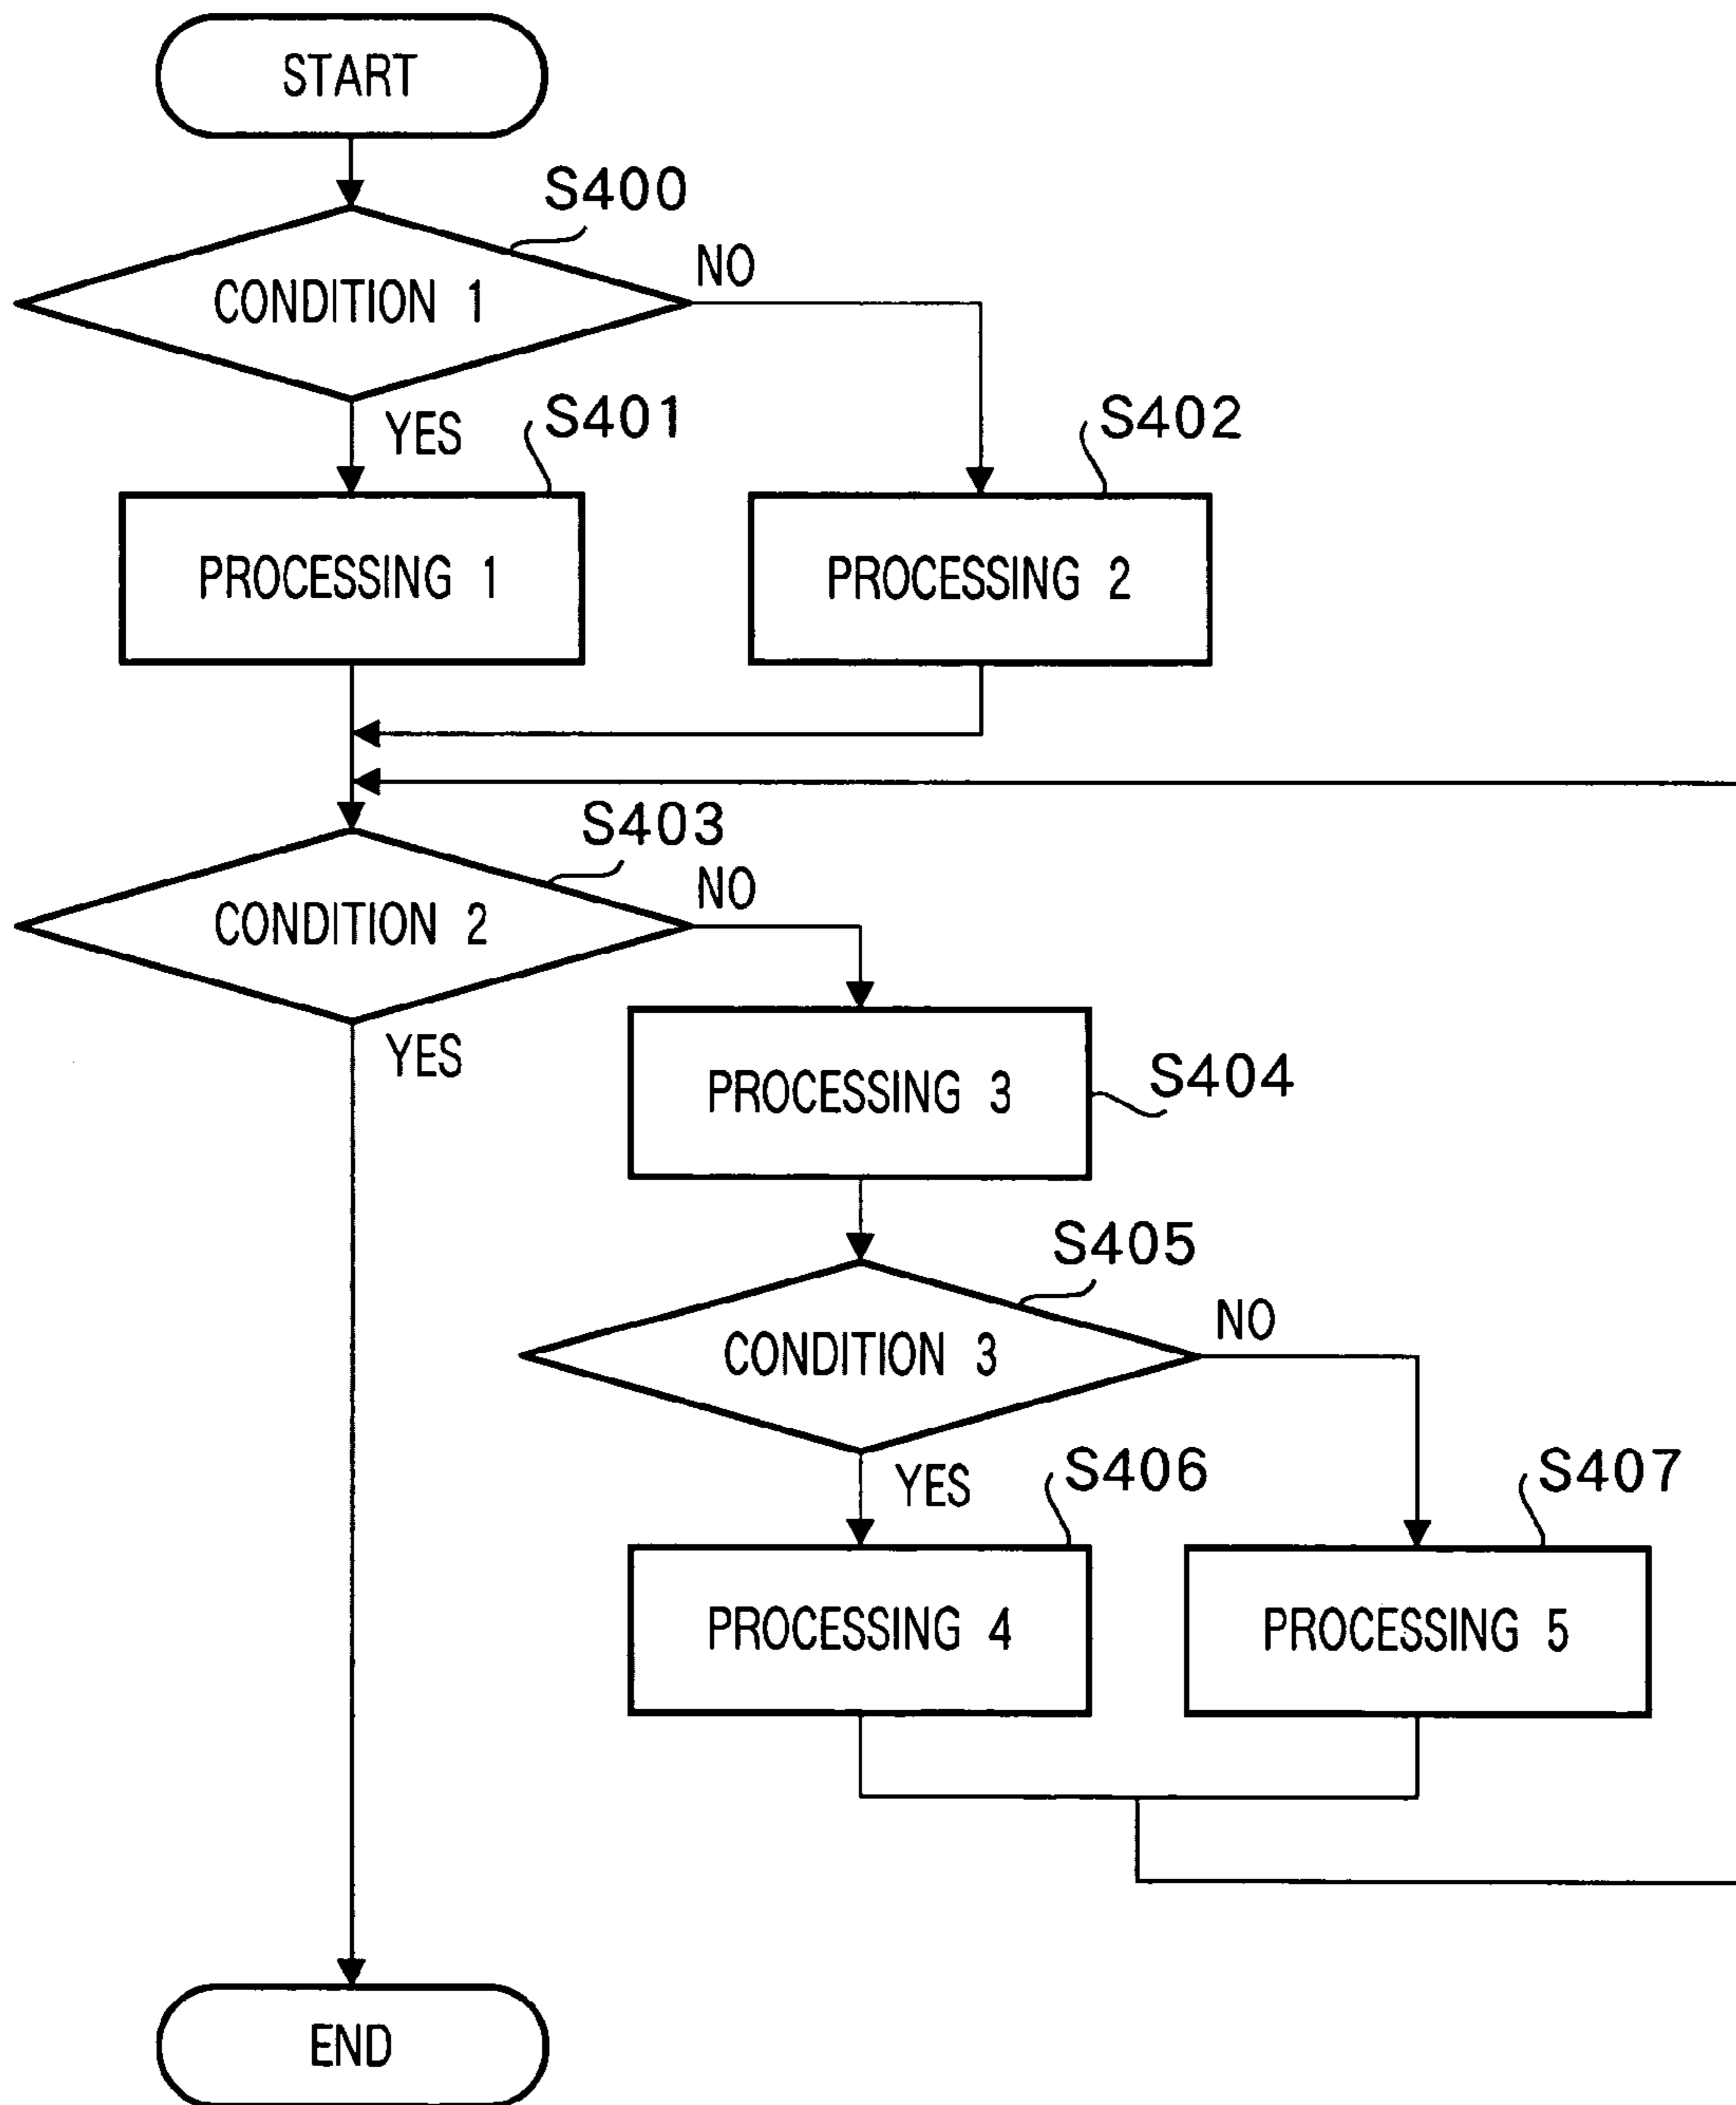 START
S400
CONDITION 1
NO
YES
S401
S402
PROCESSING 1
PROCESSING 2
S403
CONDITION 2
NO
YES
PROCESSING 3
S404
S405
CONDITION 3
NO
YES
S406
S407
PROCESSING 4
PROCESSING 5
END